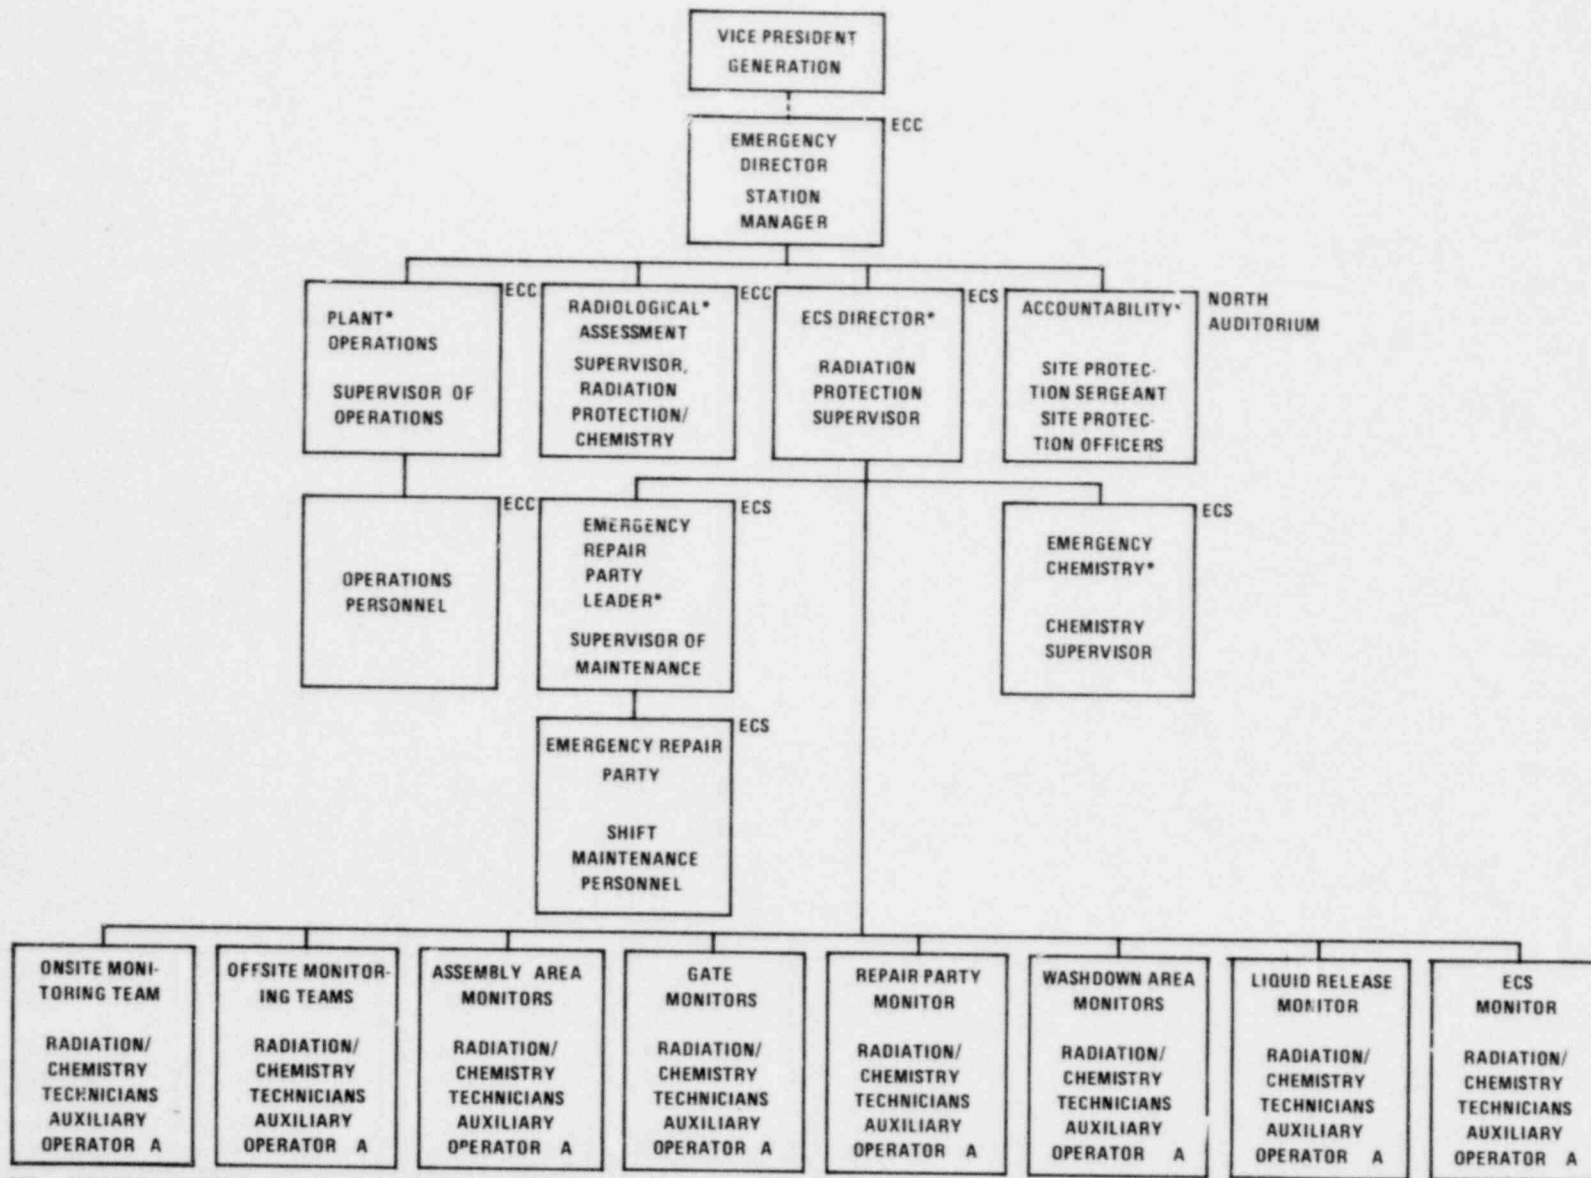 VICE PRESIDENT
GENERATION
ECC
EMERGENCY
DIRECTOR
STATION
MANAGER
ECC
PLANT*
OPERATIONS
SUPERVISOR OF
OPERATIONS
ECC
RADIOLOGICAL*
ASSESSMENT
SUPERVISOR,
RADIATION
PROTECTION/
CHEMISTRY
ECS
ECS DIRECTOR*
RADIATION
PROTECTION
SUPERVISOR
NORTH
AUDITORIUM
ACCOUNTABILITY*
SITE PROTEC-
TION SERGEANT
SITE PROTEC-
TION OFFICERS
ECC
OPERATIONS
PERSONNEL
ECS
EMERGENCY
REPAIR
PARTY
LEADER*
SUPERVISOR OF
MAINTENANCE
ECS
EMERGENCY
CHEMISTRY*
CHEMISTRY
SUPERVISOR
ECS
EMERGENCY REPAIR
PARTY
SHIFT
MAINTENANCE
PERSONNEL
ONSITE MONI-
TORING TEAM
RADIATION/
CHEMISTRY
TECHNICIANS
AUXILIARY
OPERATOR A
OFFSITE MONITOR-
ING TEAMS
RADIATION/
CHEMISTRY
TECHNICIANS
AUXILIARY
OPERATOR A
ASSEMBLY AREA
MONITORS
RADIATION/
CHEMISTRY
TECHNICIANS
AUXILIARY
OPERATOR A
GATE
MONITORS
RADIATION/
CHEMISTRY
TECHNICIANS
AUXILIARY
OPERATOR A
REPAIR PARTY
MONITOR
RADIATION/
CHEMISTRY
TECHNICIANS
AUXILIARY
OPERATOR A
WASHDOWN AREA
MONITORS
RADIATION/
CHEMISTRY
TECHNICIANS
AUXILIARY
OPERATOR A
LIQUID RELEASE
MONITOR
RADIATION/
CHEMISTRY
TECHNICIANS
AUXILIARY
OPERATOR A
ECS
MONITOR
RADIATION/
CHEMISTRY
TECHNICIANS
AUXILIARY
OPERATOR A